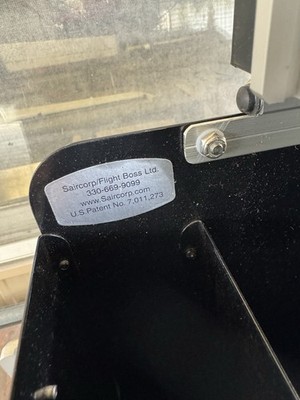 Saircorp/Flight Boss Ltd.
330-669-9099
www.Saircorp.com
U.S Patent No. 7,011,273